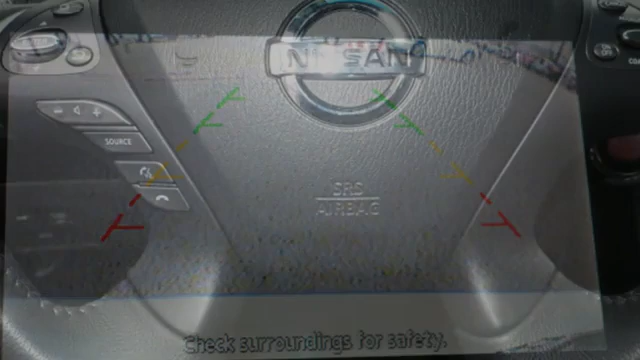 NISSAN
SOURCE
SRS
AIRBAG
Check surroundings for safety.